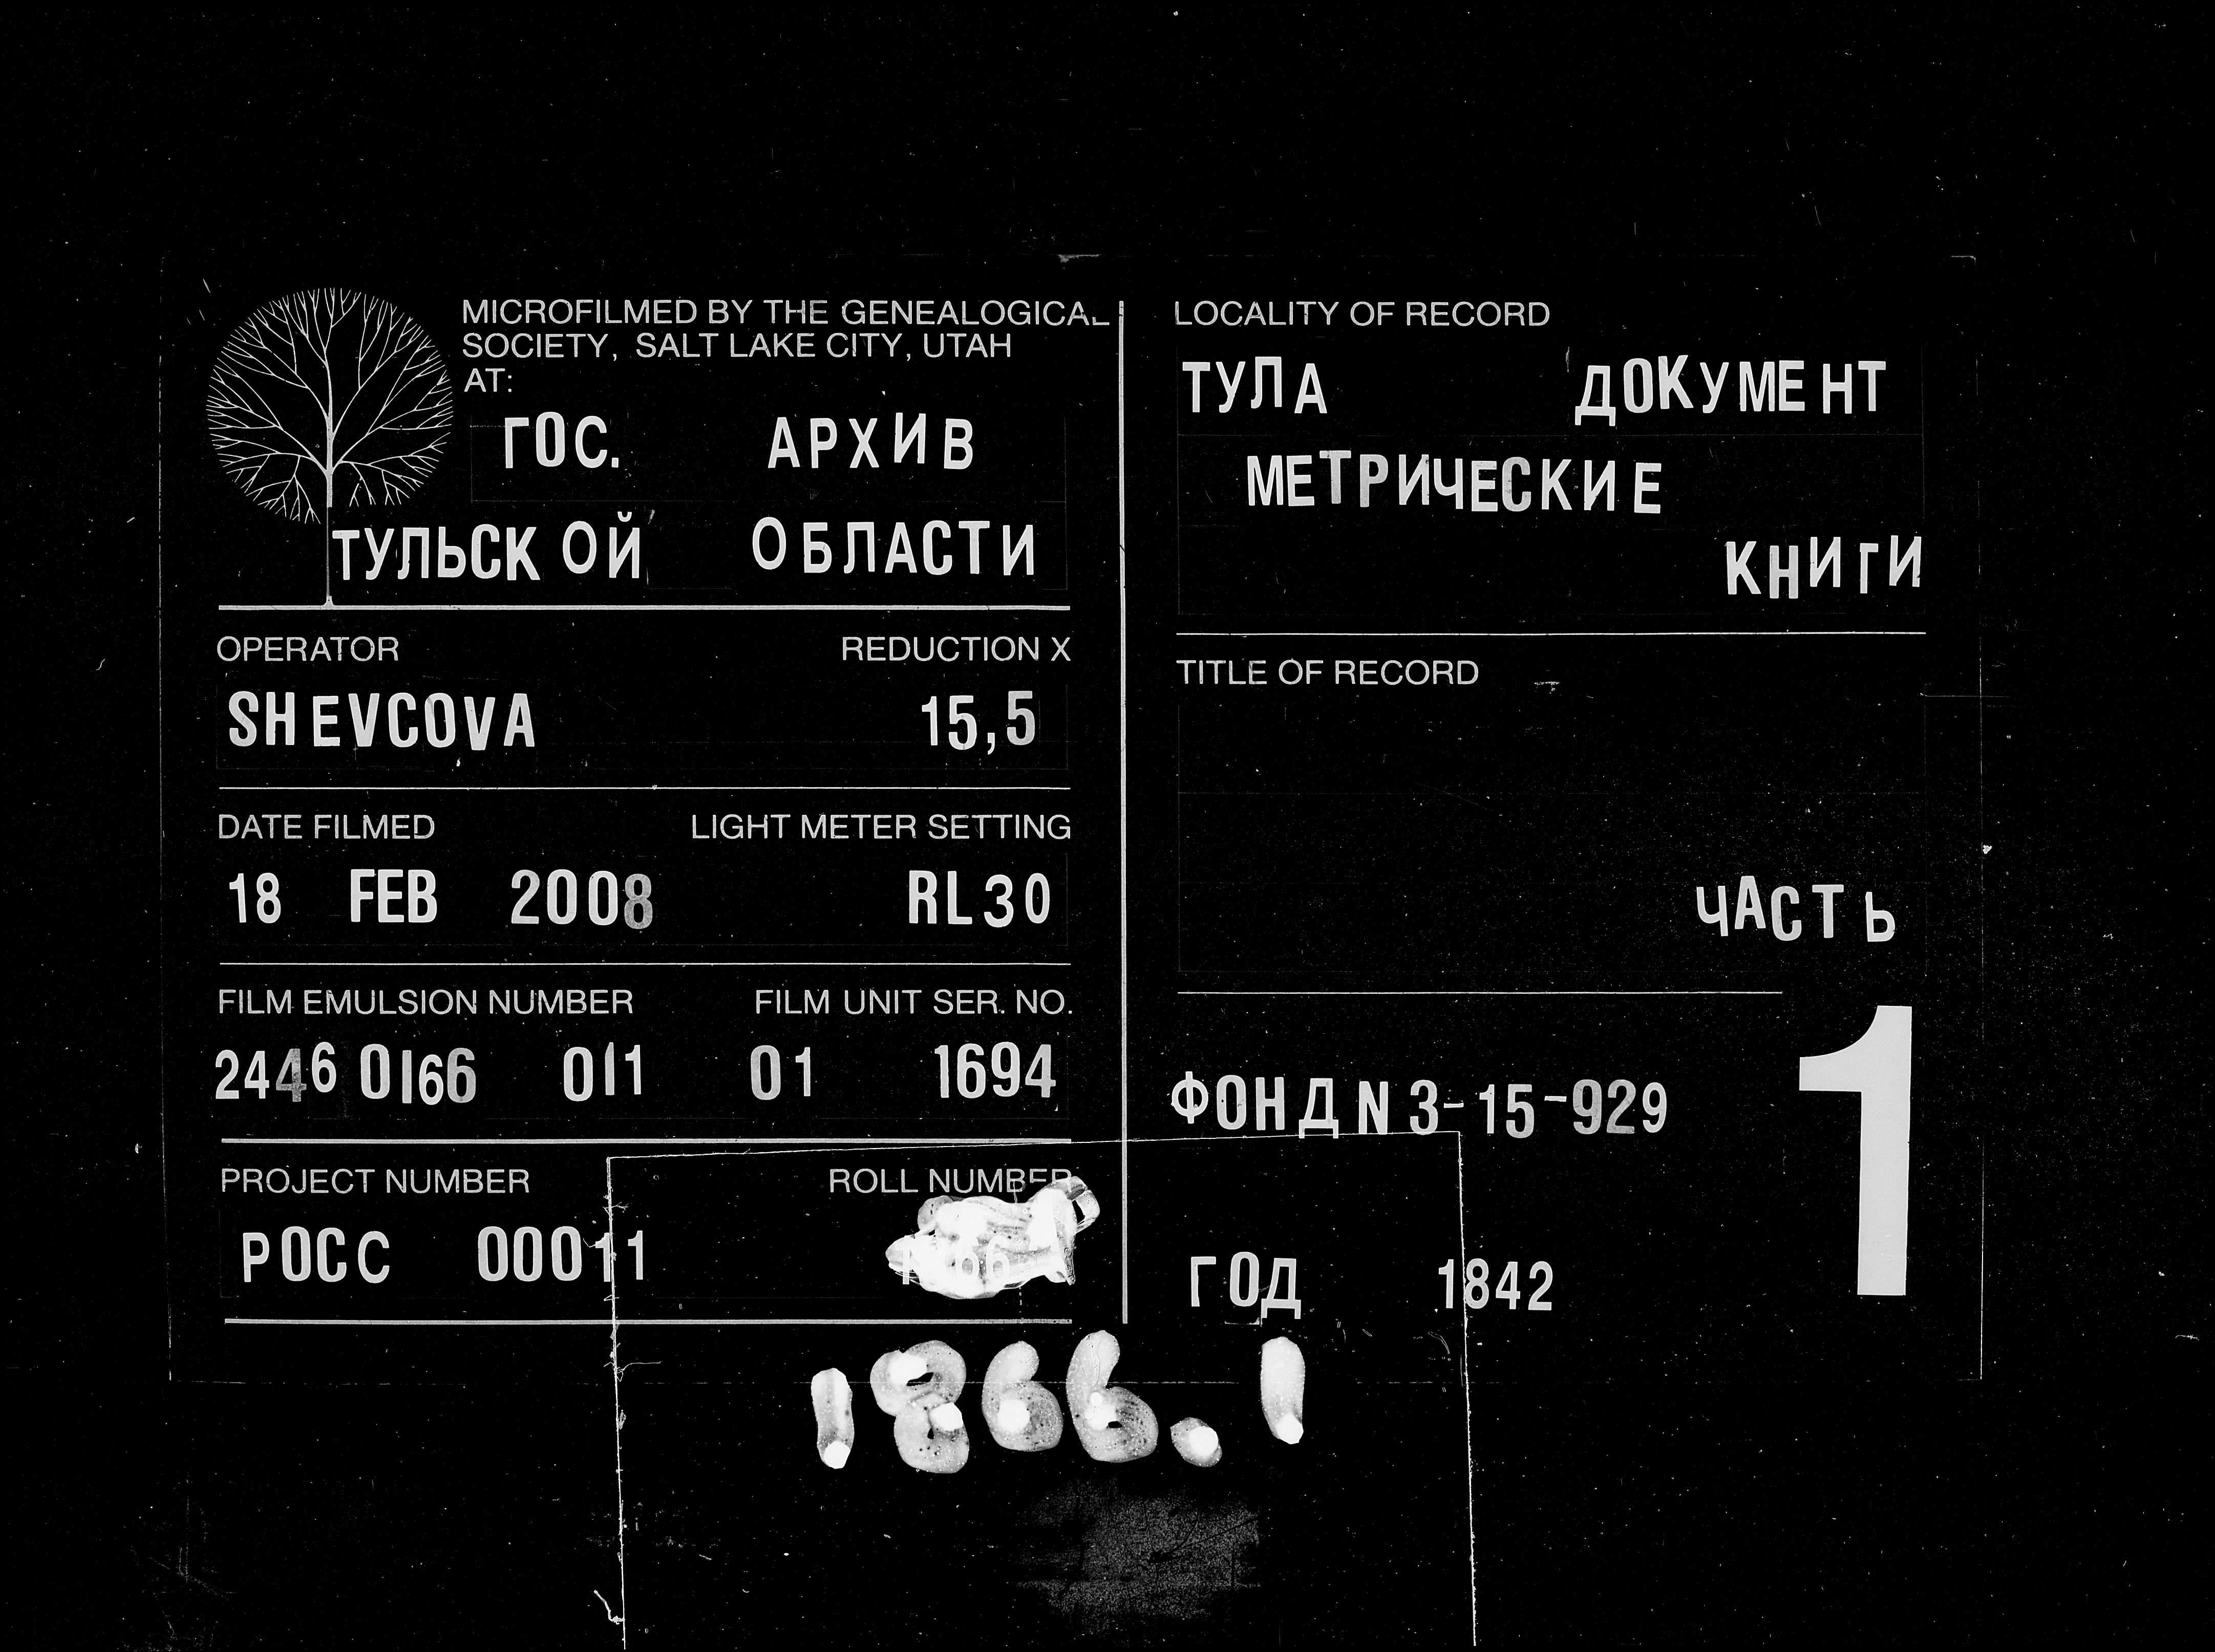 MICROFILMED BY THE GENEALOGICAL
SOCIETY, SALT LAKE CITY, UTAH
AT:
ГОС. АРХИВ
ТУЛЬСКОЙ ОБЛАСТИ
OPERATOR REDUCTION X
SHEVCOVA 15,5
DATE FILMED LIGHT METER SETTING
18 FEB 2008 RL30
FILM EMULSION NUMBER FILM UNIT SER. NO.
2446 0166 011 01 1694
PROJECT NUMBER ROLL NUMBER
РОСС 00011
1866.1
LOCALITY OF RECORD
ТУЛА ДОКУМЕНТ
МЕТРИЧЕСКИЕ
КНИГИ
TITLE OF RECORD
ЧАСТЬ
1
ФОНД N 3-15-929
ГОД 1842